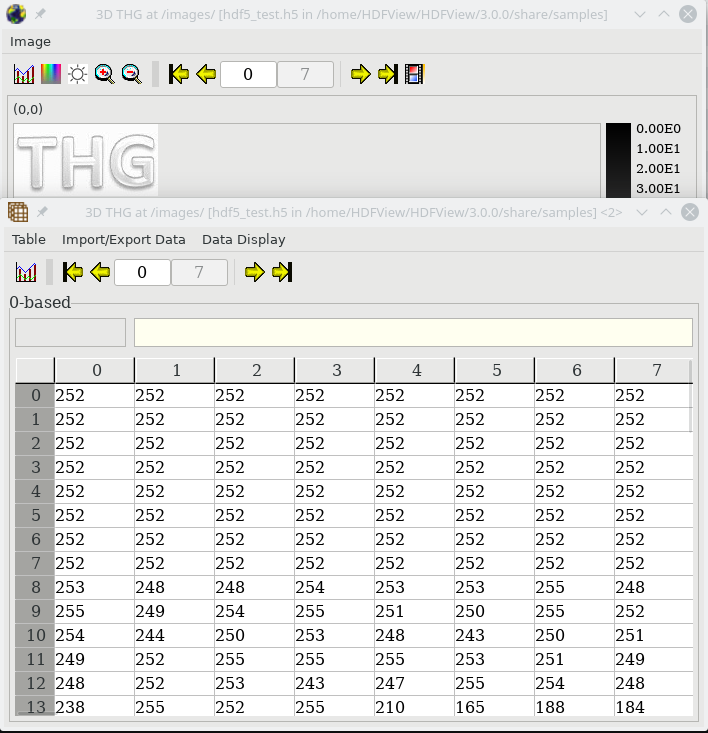 3D THG at /images/ [hdf5_test.h5 in /home/HDFView/HDFView/3.0.0/share/samples]
Image
0 7
(0,0)
THG
0.00E0
1.00E1
2.00E1
3.00E1
3D THG at /images/ [hdf5_test.h5 in /home/HDFView/HDFView/3.0.0/share/samples] <2>
Table Import/Export Data Data Display
0 7
0-based
0 1 2 3 4 5 6 7
0 252 252 252 252 252 252 252 252
1 252 252 252 252 252 252 252 252
2 252 252 252 252 252 252 252 252
3 252 252 252 252 252 252 252 252
4 252 252 252 252 252 252 252 252
5 252 252 252 252 252 252 252 252
6 252 252 252 252 252 252 252 252
7 252 252 252 252 252 252 252 252
8 253 248 248 254 253 253 255 248
9 255 249 254 255 251 250 255 252
10 254 244 250 253 248 243 250 251
11 249 252 255 255 255 253 251 249
12 248 252 253 243 247 255 254 248
13 238 255 252 255 210 165 188 184